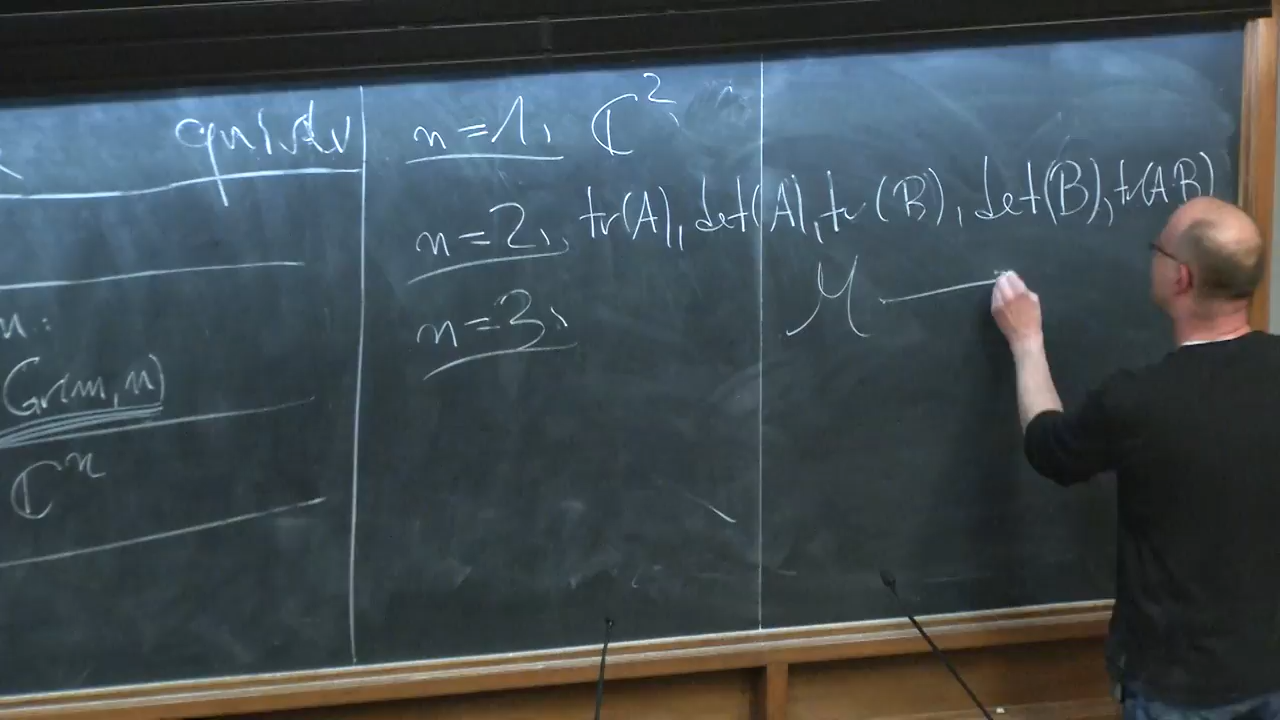 n:
Gr(m,n)
ℂⁿ
n=1, ℂ²,
n=2, tr(A), det(A), tr(B), det(B), tr(AB)
n=3,
M